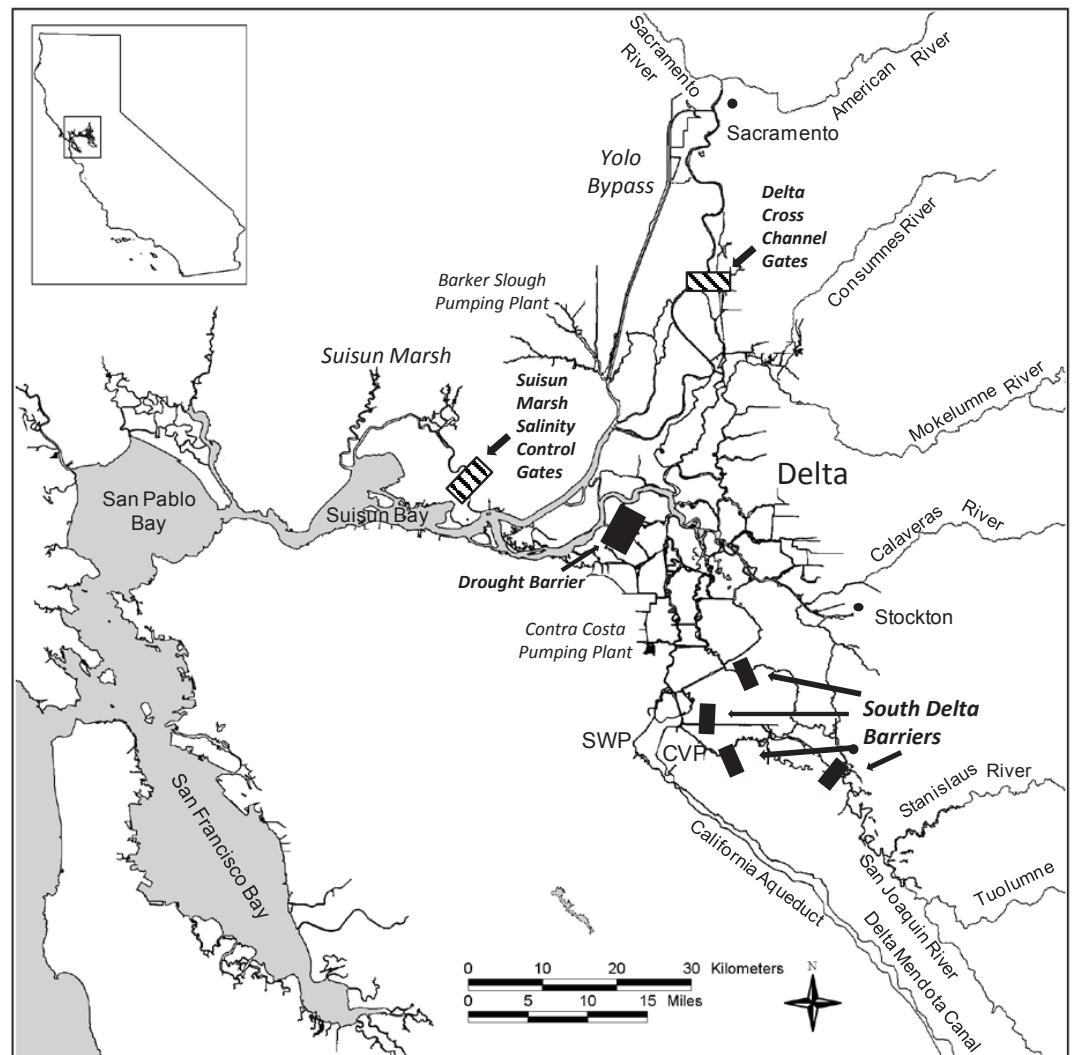 Sacramento
River
American River
Sacramento
Yolo
Bypass
Delta
Cross
Channel
Gates
Consumnes River
Barker Slough
Pumping Plant
Suisun Marsh
Suisun
Marsh
Salinity
Control
Gates
Mokelumne River
Delta
San Pablo
Bay
Suisun Bay
Calaveras River
Drought Barrier
Stockton
Contra Costa
Pumping Plant
South Delta
Barriers
SWP
CVP
Stanislaus River
San Francisco Bay
California Aqueduct
San Joaquin River
Tuolumne
Delta Mendota Canal
0 10 20 30 Kilometers
0 5 10 15 Miles
N